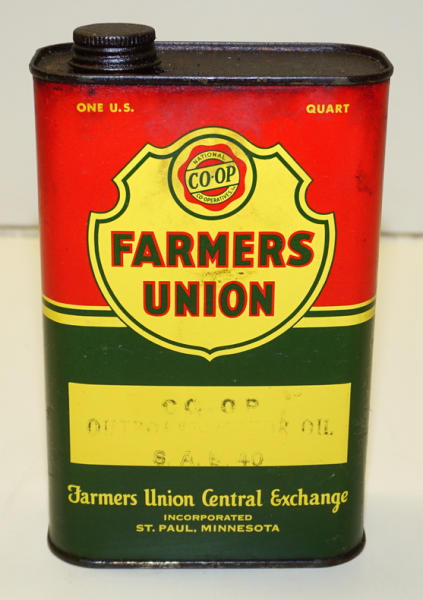 ONE U.S. QUART
NATIONAL
CO-OP
CO-OPERATIVES
FARMERS
UNION
CO-OP
OIL
S.A.E. 40
Farmers Union Central Exchange
INCORPORATED
ST. PAUL, MINNESOTA